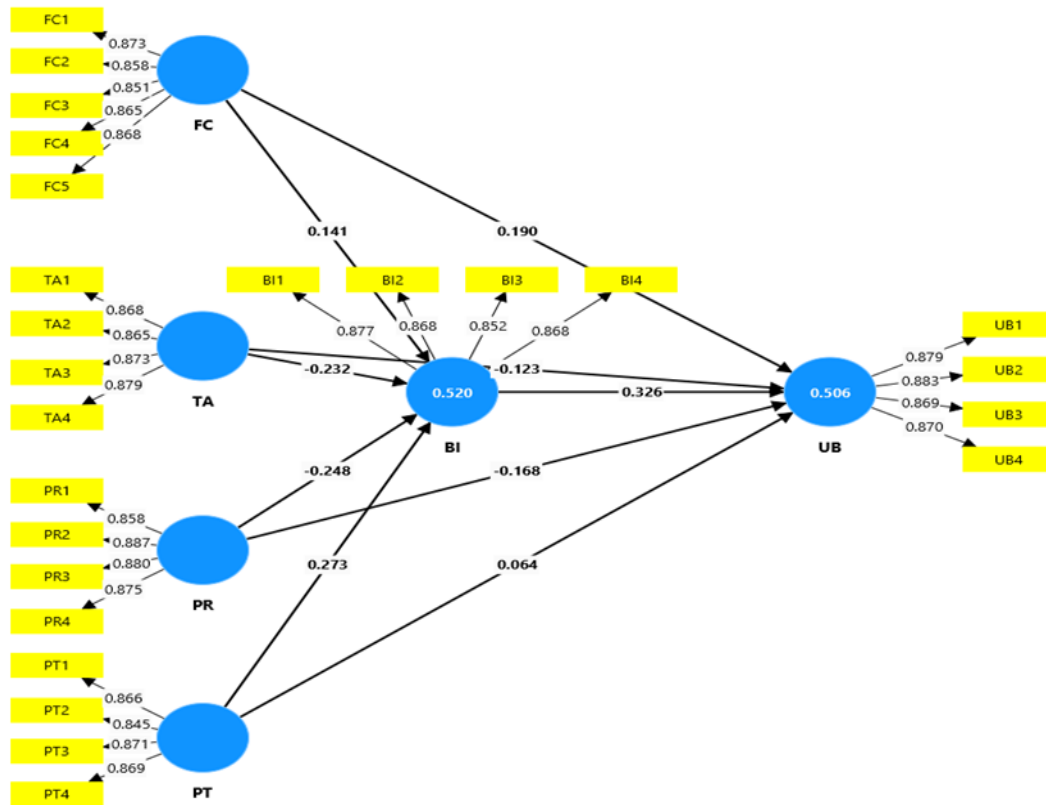 FC1
0.873
FC2
0.858
0.851
FC3
0.865
FC4
0.868
FC5
FC
0.141
0.190
TA1
0.868
TA2
0.865
TA3
0.873
0.879
TA4
TA
BI1
BI2
BI3
BI4
0.877
0.868
0.852
0.868
-0.232
-0.123
0.520
0.326
BI
0.506
UB
0.879
UB1
0.883
UB2
0.869
UB3
0.870
UB4
PR1
0.858
PR2
0.887
0.880
PR3
0.875
PR4
PR
-0.248
-0.168
0.273
0.064
PT1
0.866
PT2
0.845
PT3
0.871
0.869
PT4
PT